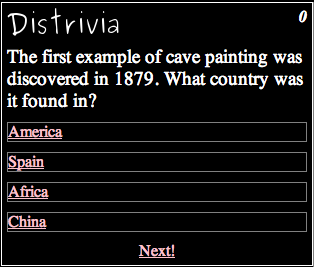 Distrivia
0
The first example of cave painting was
discovered in 1879. What country was
it found in?
America
Spain
Africa
China
Next!